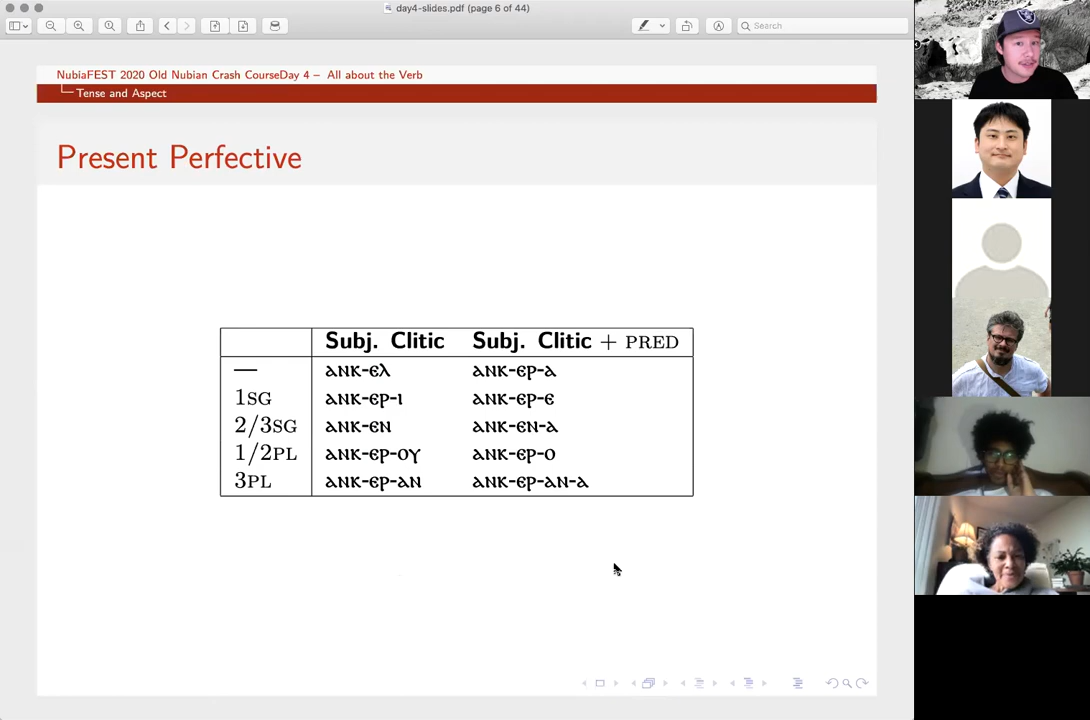 day4-slides.pdf (page 6 of 44)
Search
NubiaFEST 2020 Old Nubian Crash CourseDay 4 – All about the Verb
Tense and Aspect
Present Perfective
Subj. Clitic Subj. Clitic + PRED
— ⲁⲛⲕ-ⲉⲗ ⲁⲛⲕ-ⲉⲣ-ⲁ
1SG ⲁⲛⲕ-ⲉⲣ-ⲓ ⲁⲛⲕ-ⲉⲣ-ⲉ
2/3SG ⲁⲛⲕ-ⲉⲛ ⲁⲛⲕ-ⲉⲛ-ⲁ
1/2PL ⲁⲛⲕ-ⲉⲣ-ⲟⲩ ⲁⲛⲕ-ⲉⲣ-ⲟ
3PL ⲁⲛⲕ-ⲉⲣ-ⲁⲛ ⲁⲛⲕ-ⲉⲣ-ⲁⲛ-ⲁ